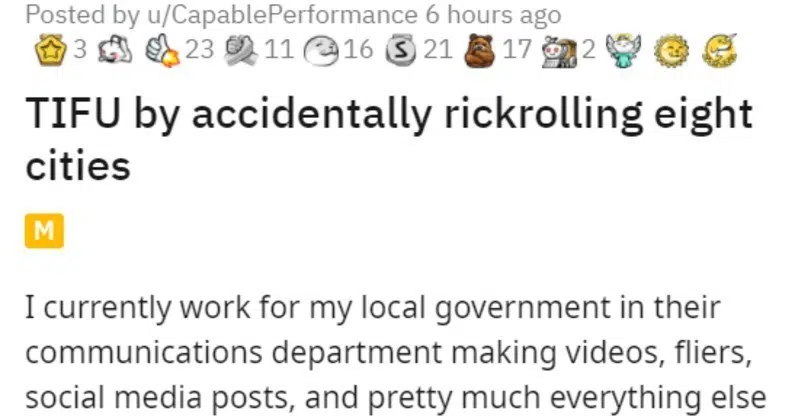 Posted by u/CapablePerformance 6 hours ago
3 23 11 16 S 21 17 2
TIFU by accidentally rickrolling eight
cities
M
I currently work for my local government in their
communications department making videos, fliers,
social media posts, and pretty much everything else